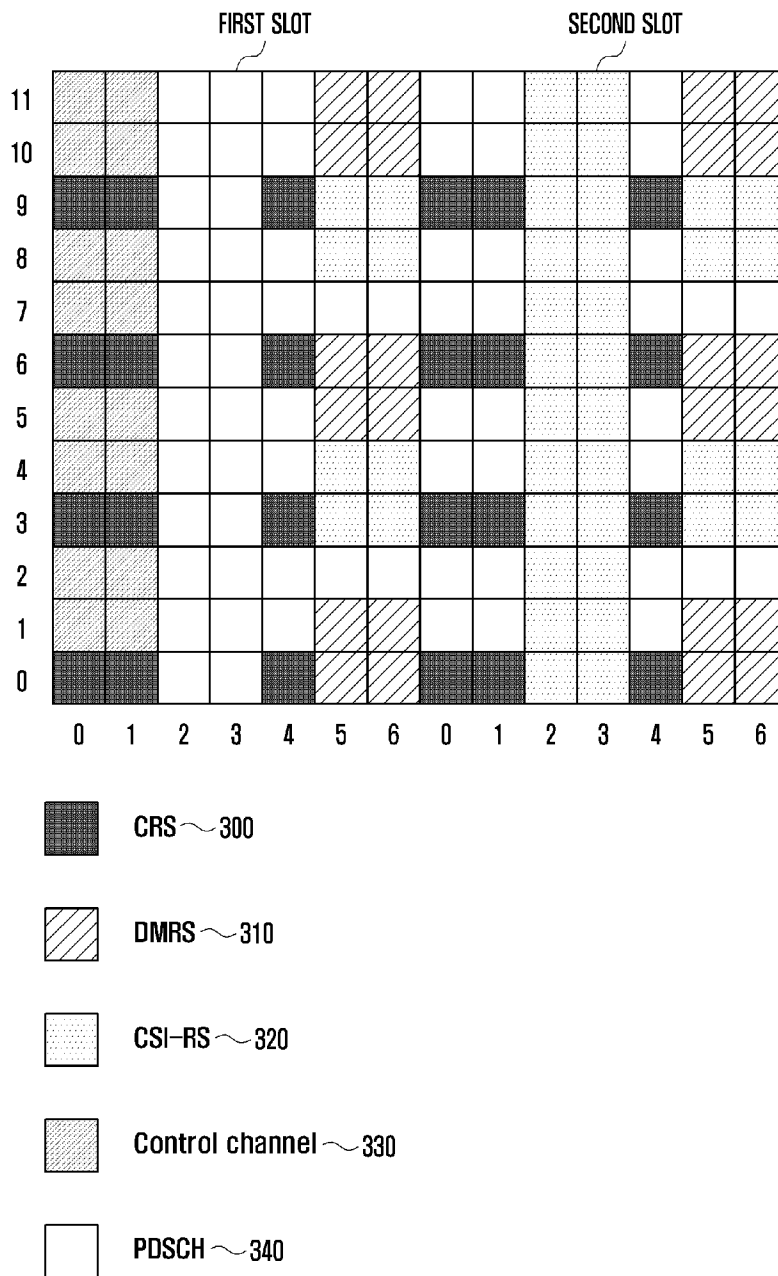 FIRST SLOT SECOND SLOT
11
10
9
8
7
6
5
4
3
2
1
0
0 1 2 3 4 5 6 0 1 2 3 4 5 6
CRS 300
DMRS 310
CSI-RS 320
Control channel 330
PDSCH 340